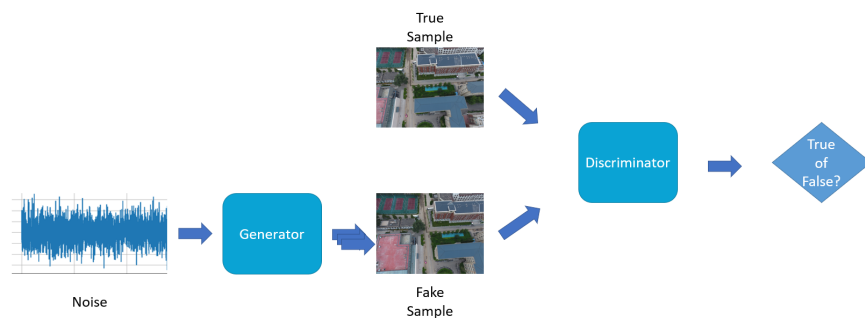 True
Sample
Discriminator
True
of
False?
Generator
Noise
Fake
Sample